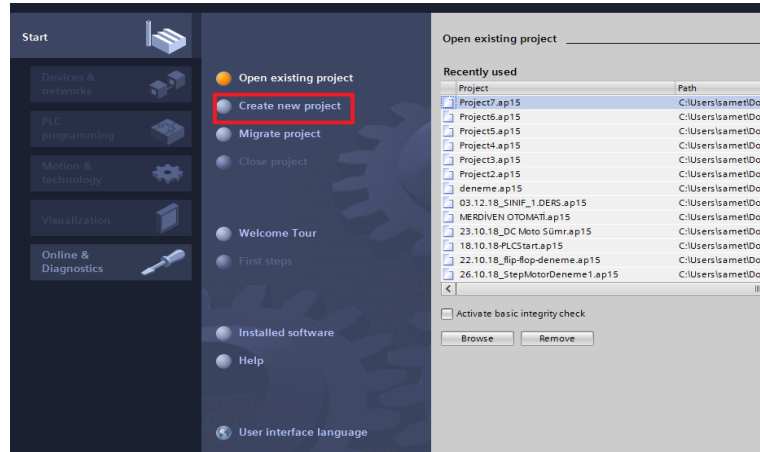 Start
Devices &
networks
PLC
programming
Motion &
technology
Visualization
Online &
Diagnostics
Open existing project
Create new project
Migrate project
Close project
Welcome Tour
First steps
Installed software
Help
User interface language
Open existing project
Recently used
Project Path
Project7.ap15 C:\Users\samet\Do
Project6.ap15 C:\Users\samet\Do
Project5.ap15 C:\Users\samet\Do
Project4.ap15 C:\Users\samet\Do
Project3.ap15 C:\Users\samet\Do
Project2.ap15 C:\Users\samet\Do
deneme.ap15 C:\Users\samet\Do
03.12.18_SINIF_1.DERS.ap15 C:\Users\samet\Do
MERDİVEN OTOMATİ.ap15 C:\Users\samet\Do
23.10.18_DC Moto Sümr.ap15 C:\Users\samet\Do
18.10.18-PLCStart.ap15 C:\Users\samet\Do
22.10.18_flip-flop-deneme.ap15 C:\Users\samet\Do
26.10.18_StepMotorDeneme1.ap15 C:\Users\samet\Do
Activate basic integrity check
Browse Remove